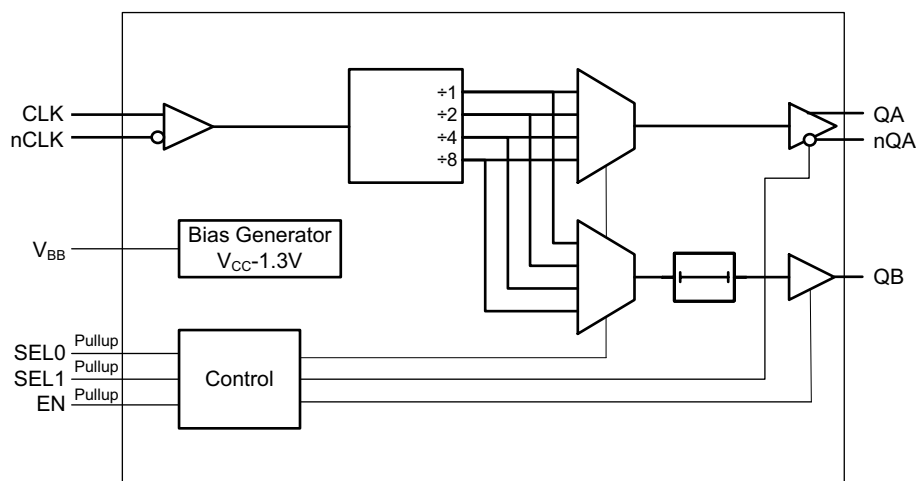 CLK
nCLK
÷1
÷2
÷4
÷8
QA
nQA
VBB
Bias Generator
VCC-1.3V
QB
SEL0
Pullup
SEL1
Pullup
EN
Pullup
Control